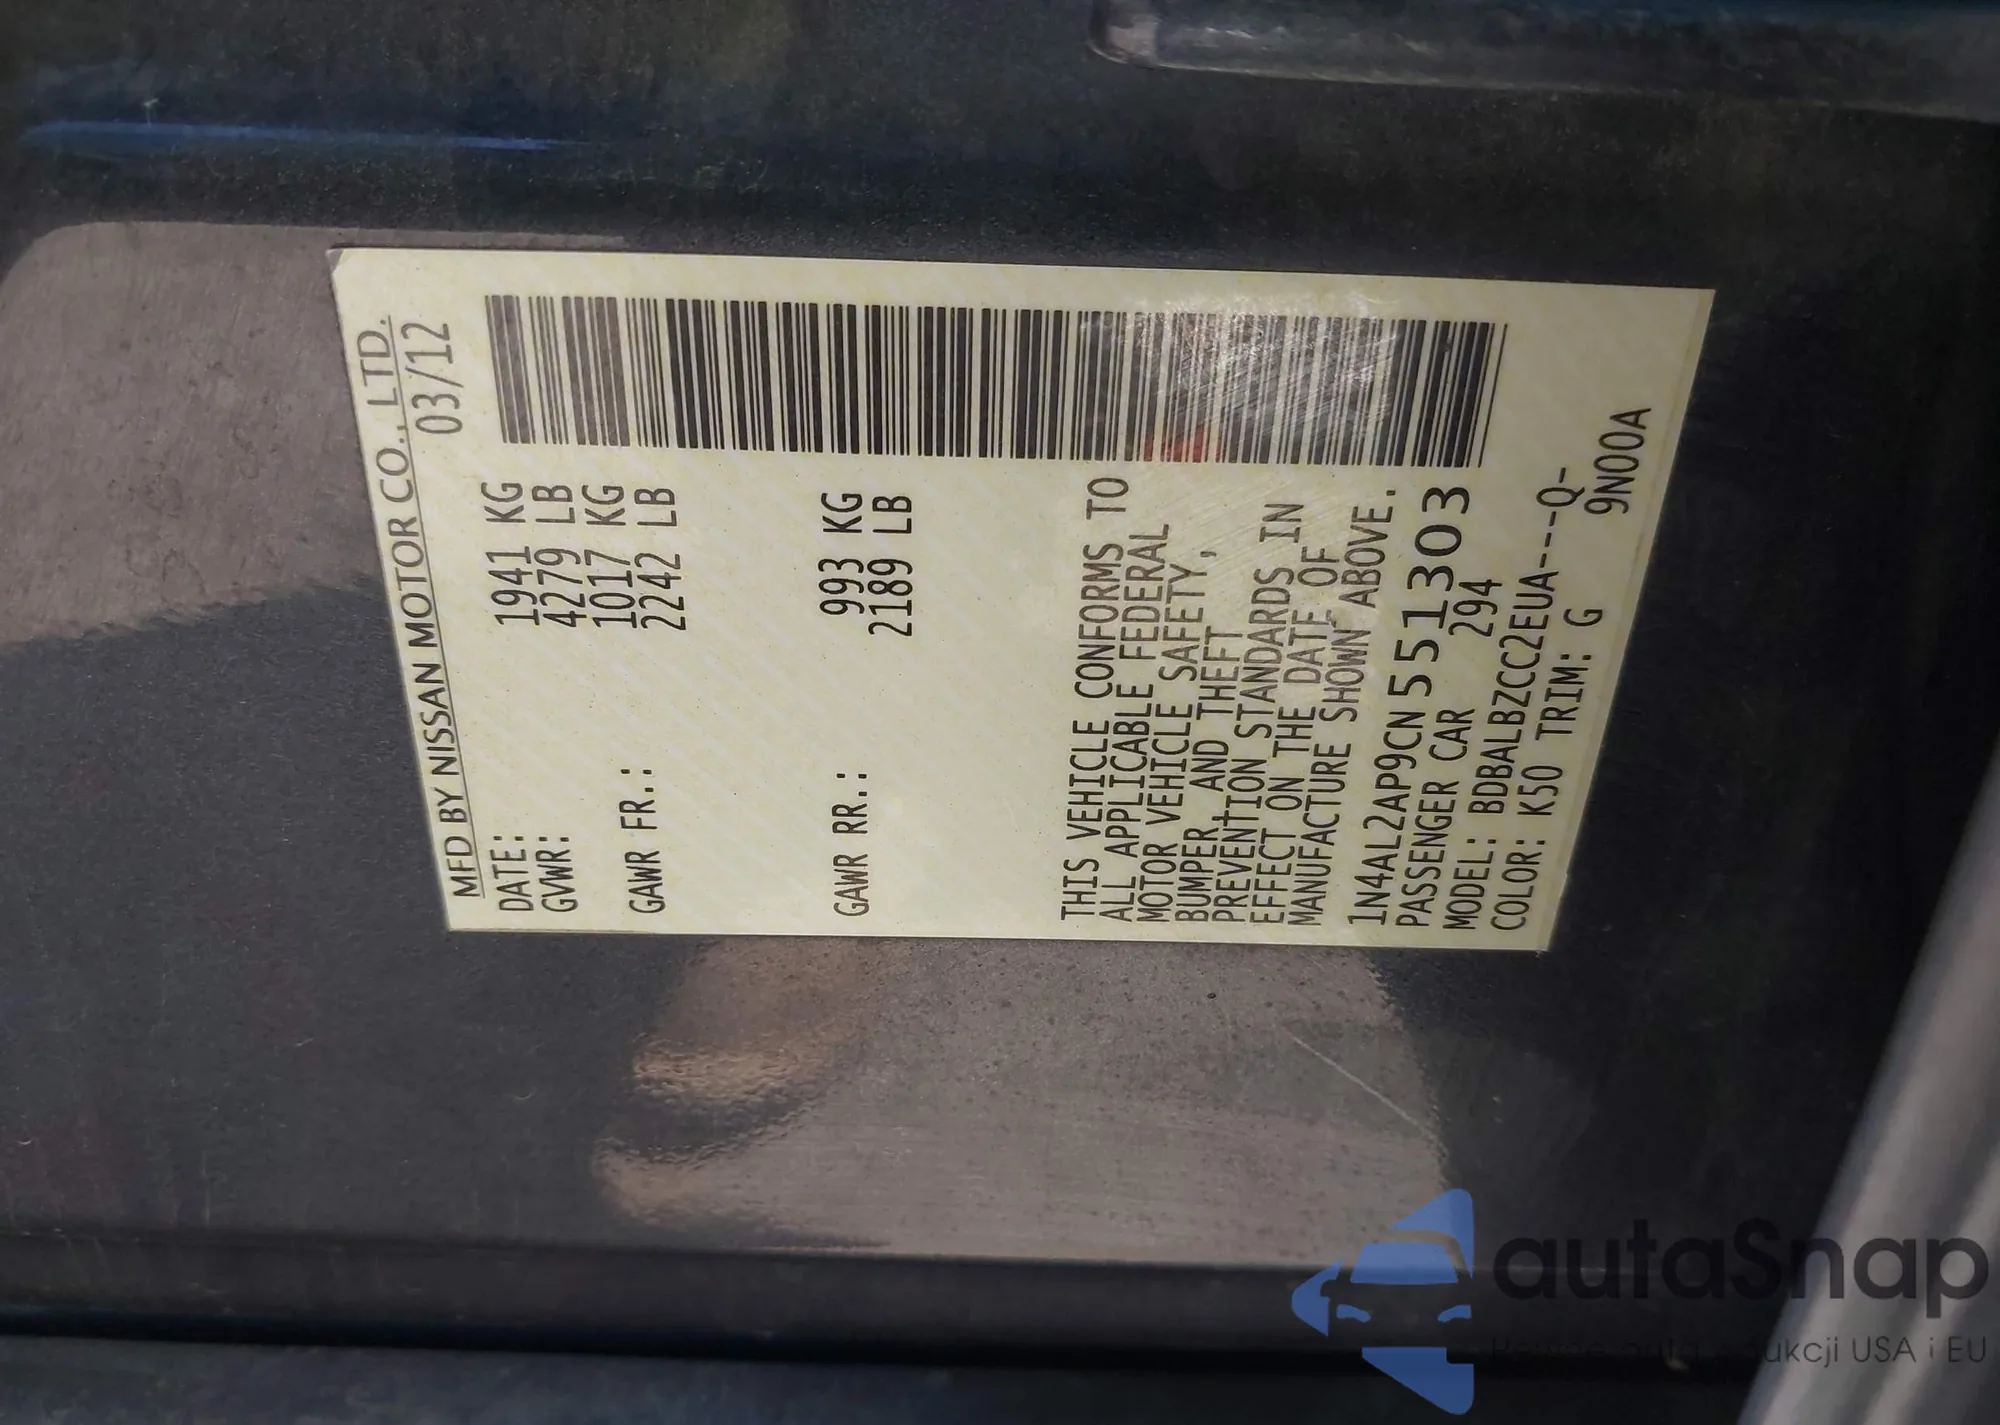 MFD BY NISSAN MOTOR CO., LTD.
DATE: 03/12
GVWR: 1941 KG
4279 LB
GAWR FR.: 1017 KG
2242 LB
GAWR RR.: 993 KG
2189 LB
THIS VEHICLE CONFORMS TO
ALL APPLICABLE FEDERAL
MOTOR VEHICLE SAFETY,
BUMPER, AND THEFT
PREVENTION STANDARDS IN
EFFECT ON THE DATE OF
MANUFACTURE SHOWN ABOVE.
1N4AL2AP9CN551303
PASSENGER CAR 294
MODEL: BDBALBZCC2EUA---Q-
COLOR: K50 TRIM: G 9N00A
autaSnap
USA i EU